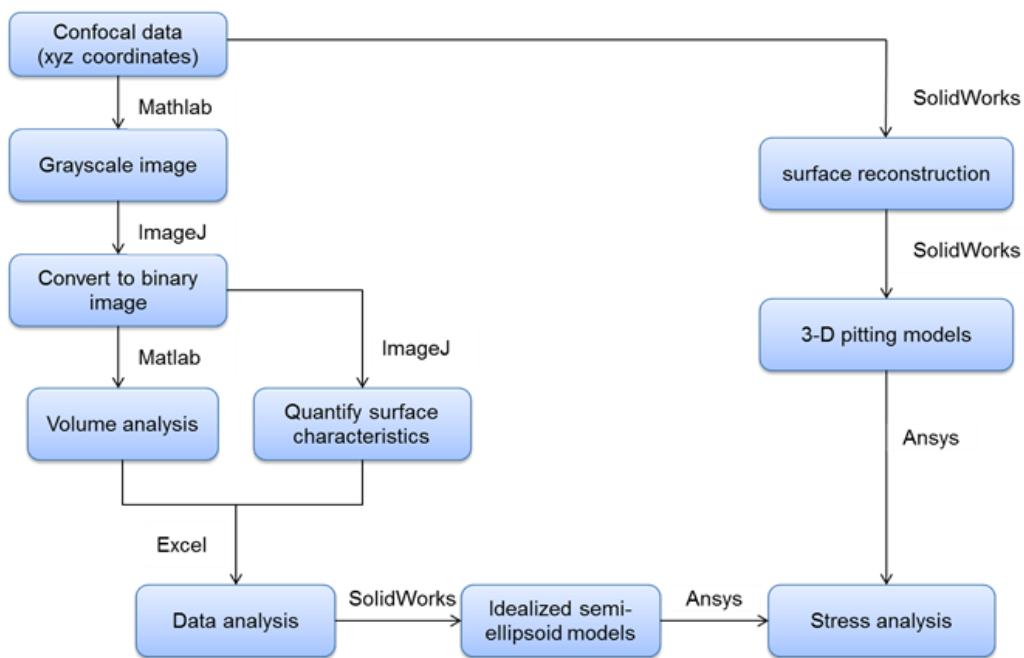 Confocal data
(xyz coordinates)
SolidWorks
Mathlab
Grayscale image
surface reconstruction
ImageJ
SolidWorks
Convert to binary
image
3-D pitting models
Matlab
ImageJ
Volume analysis
Quantify surface
characteristics
Ansys
Excel
Data analysis
SolidWorks
Idealized semi-
ellipsoid models
Ansys
Stress analysis